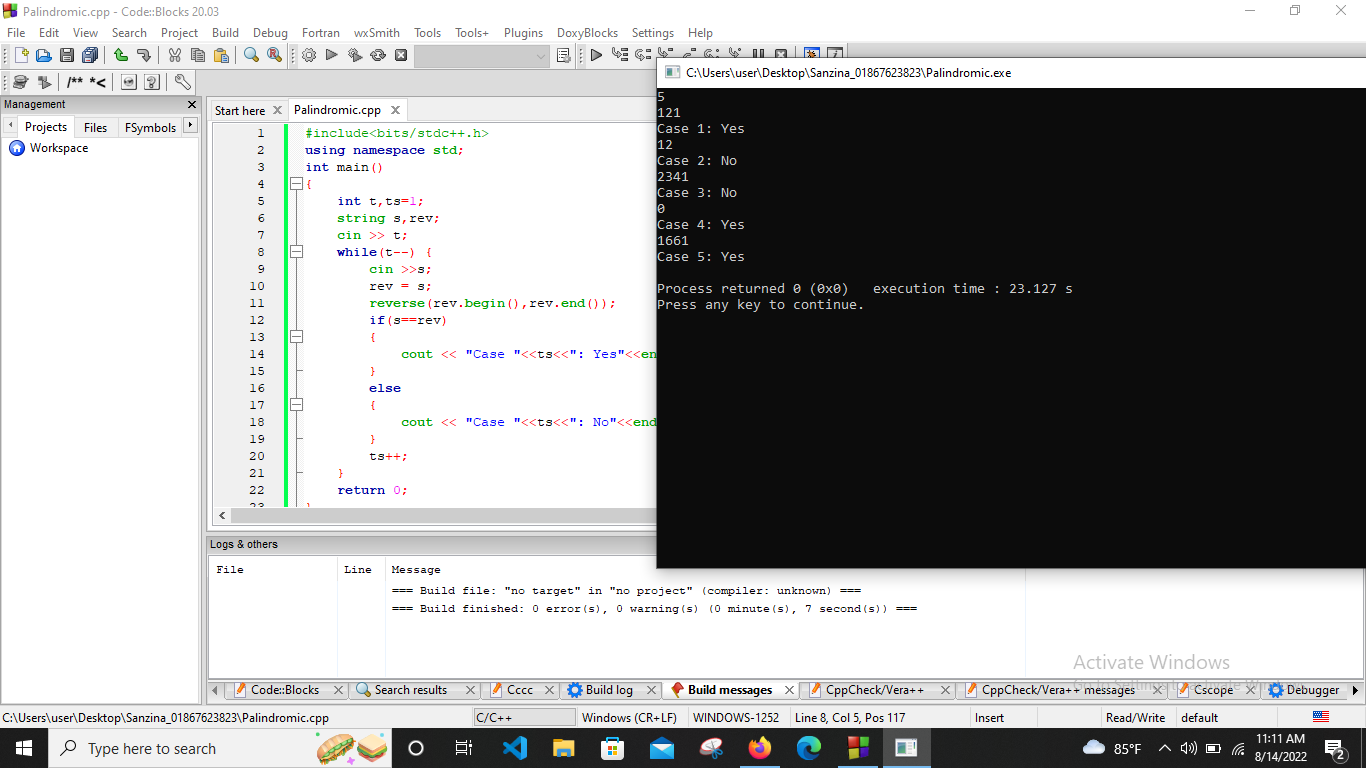 Palindromic.cpp - Code::Blocks 20.03
File Edit View Search Project Build Debug Fortran wxSmith Tools Tools+ Plugins DoxyBlocks Settings Help
/** *<
Management
Projects Files FSymbols
Workspace
Start here Palindromic.cpp
1 #include<bits/stdc++.h>
2 using namespace std;
3 int main()
4 {
5 int t,ts=1;
6 string s,rev;
7 cin >> t;
8 while(t--) {
9 cin >>s;
10 rev = s;
11 reverse(rev.begin(),rev.end());
12 if(s==rev)
13 {
14 cout << "Case "<<ts<<": Yes"<<en
15 }
16 else
17 {
18 cout << "Case "<<ts<<": No"<<end
19 }
20 ts++;
21 }
22 return 0;
23 }
C:\Users\user\Desktop\Sanzina_01867623823\Palindromic.exe
5
121
Case 1: Yes
12
Case 2: No
2341
Case 3: No
0
Case 4: Yes
1661
Case 5: Yes
Process returned 0 (0x0) execution time : 23.127 s
Press any key to continue.
Logs & others
File Line Message
=== Build file: "no target" in "no project" (compiler: unknown) ===
=== Build finished: 0 error(s), 0 warning(s) (0 minute(s), 7 second(s)) ===
Activate Windows
Go to Settings to activate Windows.
Code::Blocks Search results Cccc Build log Build messages CppCheck/Vera++ CppCheck/Vera++ messages Cscope Debugger
C:\Users\user\Desktop\Sanzina_01867623823\Palindromic.cpp C/C++ Windows (CR+LF) WINDOWS-1252 Line 8, Col 5, Pos 117 Insert Read/Write default
Type here to search
85°F
11:11 AM
8/14/2022
2